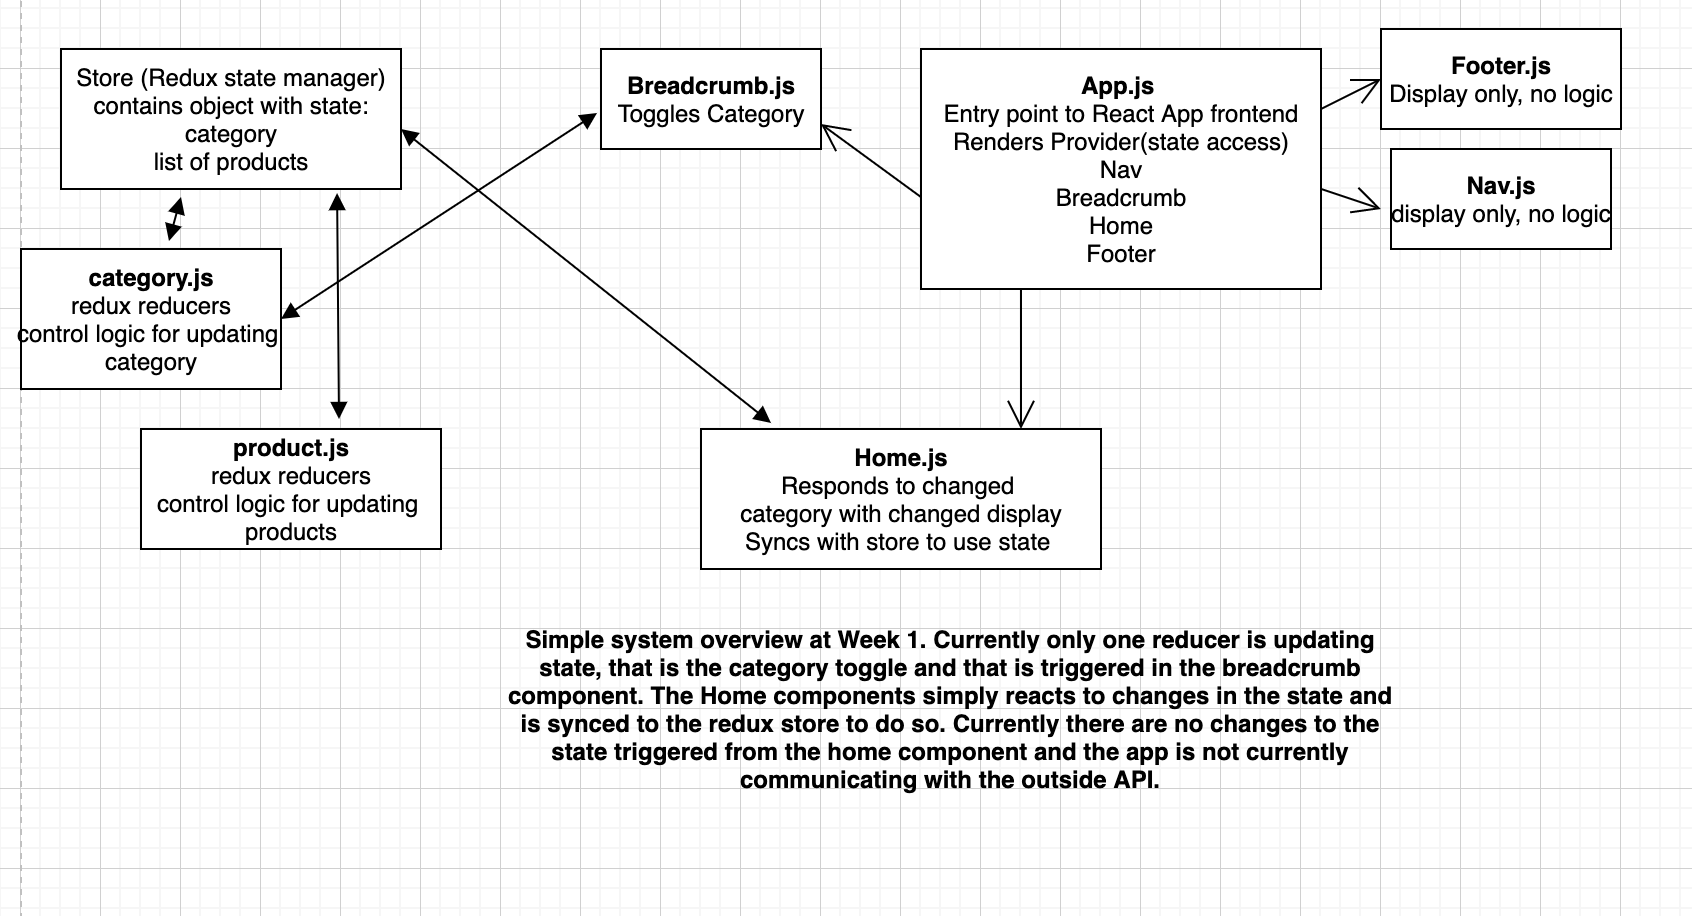 Store (Redux state manager)
contains object with state:
category
list of products
Breadcrumb.js
Toggles Category
App.js
Entry point to React App frontend
Renders Provider(state access)
Nav
Breadcrumb
Home
Footer
Footer.js
Display only, no logic
Nav.js
display only, no logic
category.js
redux reducers
control logic for updating
category
product.js
redux reducers
control logic for updating
products
Home.js
Responds to changed
category with changed display
Syncs with store to use state
Simple system overview at Week 1. Currently only one reducer is updating
state, that is the category toggle and that is triggered in the breadcrumb
component. The Home components simply reacts to changes in the state and
is synced to the redux store to do so. Currently there are no changes to the
state triggered from the home component and the app is not currently
communicating with the outside API.